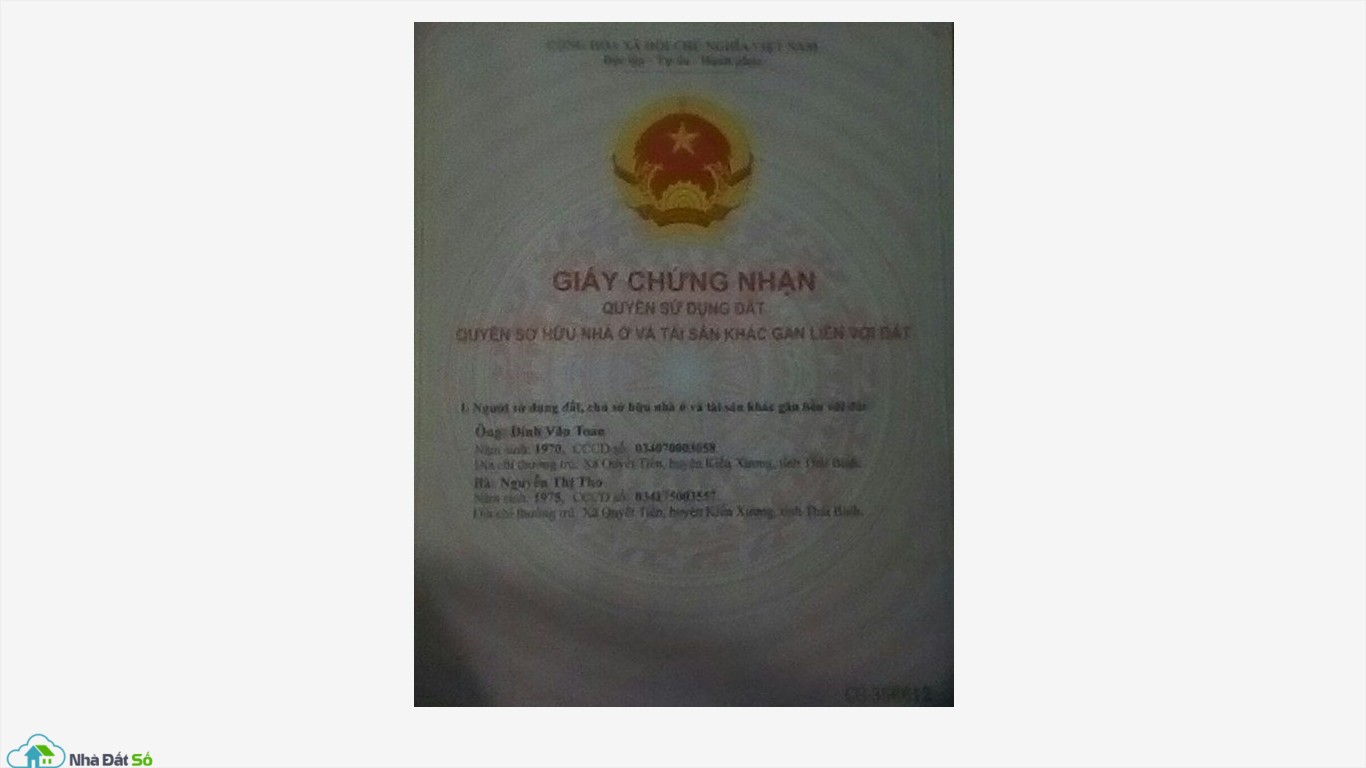 CỘNG HÒA XÃ HỘI CHỦ NGHĨA VIỆT NAM
Độc lập - Tự do - Hạnh phúc
GIẤY CHỨNG NHẬN
QUYỀN SỬ DỤNG ĐẤT
QUYỀN SỞ HỮU NHÀ Ở VÀ TÀI SẢN KHÁC GẮN LIỀN VỚI ĐẤT
I. Người sử dụng đất, chủ sở hữu nhà ở và tài sản khác gắn liền với đất
Ông: Đinh Văn Toan
Năm sinh: 1970, CCCD số: 034070003058
Địa chỉ thường trú: Xã Quyết Tiến, huyện Kiến Xương, tỉnh Thái Bình.
Bà: Nguyễn Thị Tho
Năm sinh: 1975, CCCD số: 034175003557
Địa chỉ thường trú: Xã Quyết Tiến, huyện Kiến Xương, tỉnh Thái Bình.
Nhà Đất Số